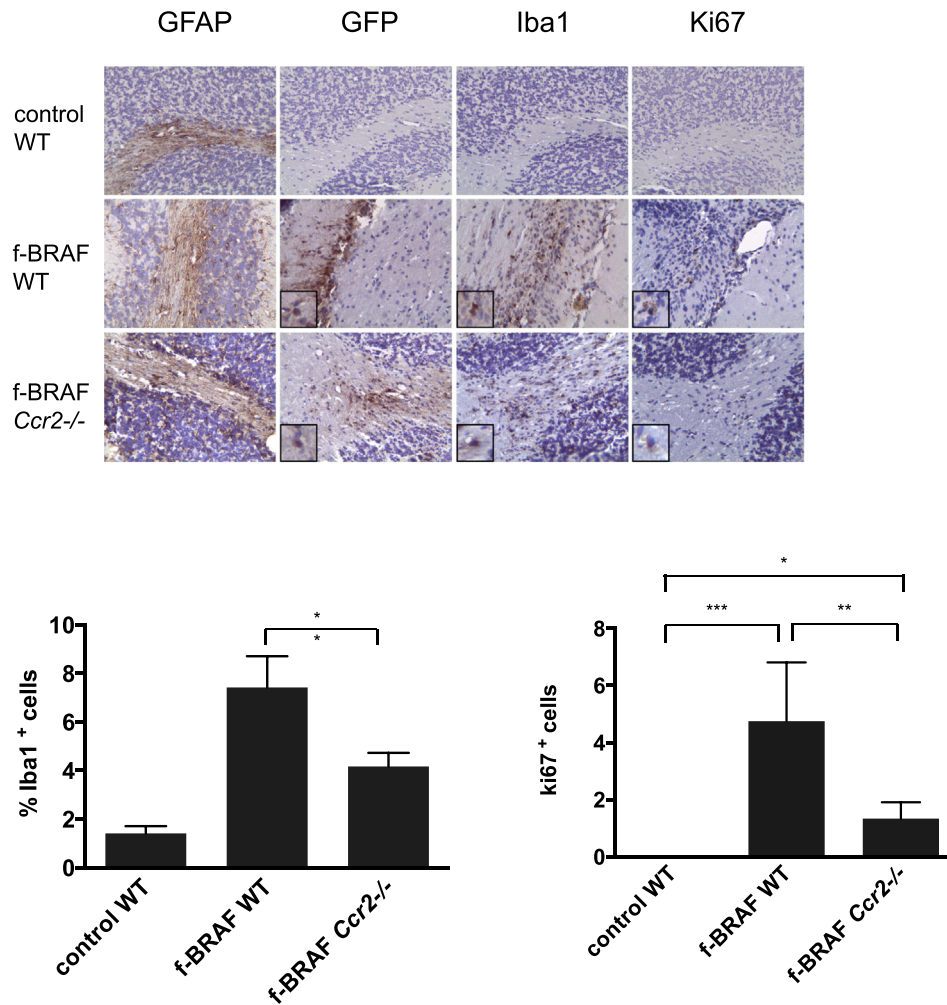 GFAP GFP Iba1 Ki67
control
WT
f-BRAF
WT
f-BRAF
Ccr2-/-
*
*
*
*** **
10
8
6
4
2
0
% Iba1 + cells
control WT
f-BRAF WT
f-BRAF Ccr2-/-
8
6
4
2
0
ki67 + cells
control WT
f-BRAF WT
f-BRAF Ccr2-/-